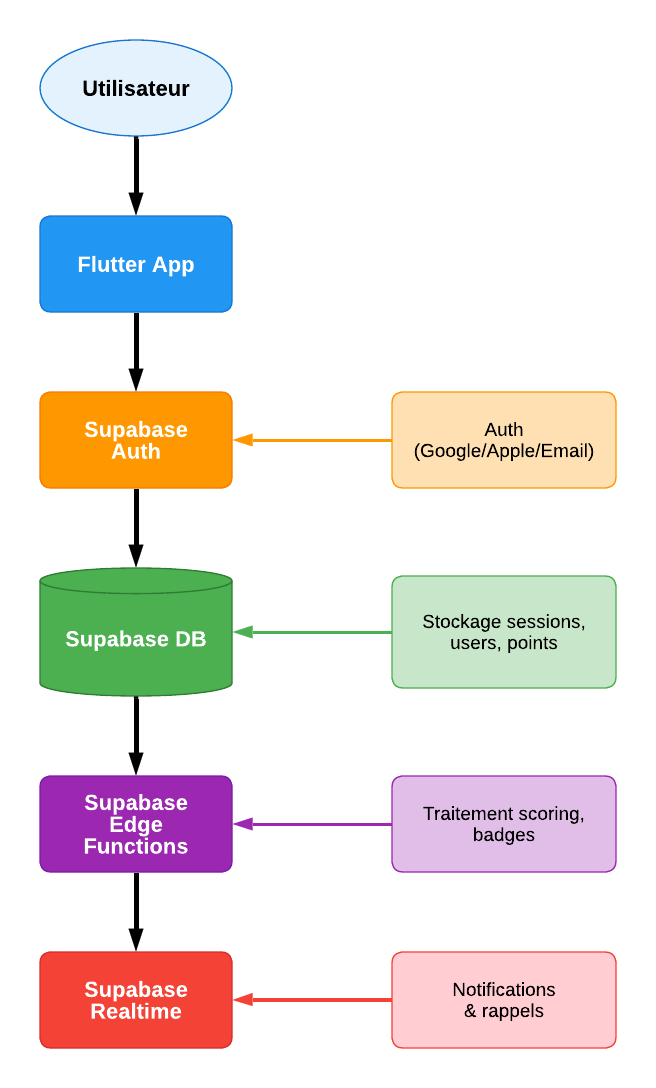 Utilisateur
Flutter App
Supabase
Auth
Auth
(Google/Apple/Email)
Supabase DB
Stockage sessions,
users, points
Supabase
Edge
Functions
Traitement scoring,
badges
Supabase
Realtime
Notifications
& rappels